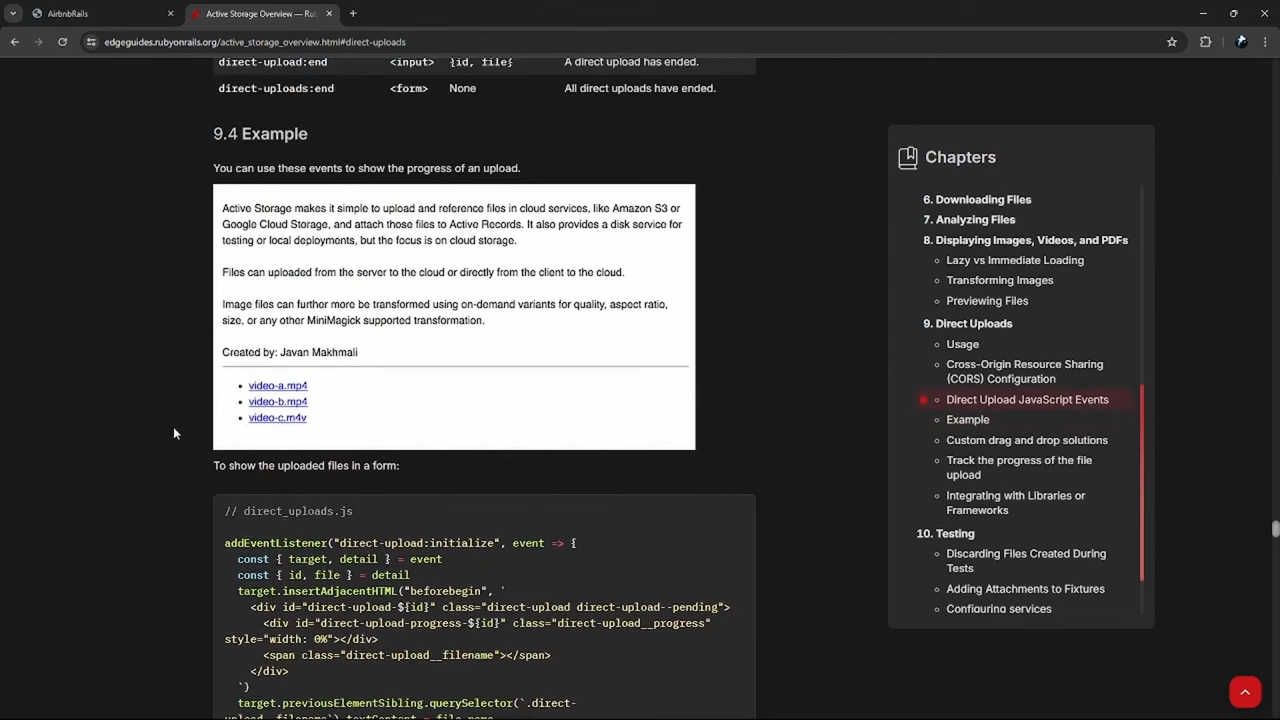 AirbnbRails
Active Storage Overview — Rub
edgeguides.rubyonrails.org/active_storage_overview.html#direct-uploads
direct-upload:end <input> {id, file} A direct upload has ended.
direct-uploads:end <form> None All direct uploads have ended.
9.4 Example
You can use these events to show the progress of an upload.
Active Storage makes it simple to upload and reference files in cloud services, like Amazon S3 or
Google Cloud Storage, and attach those files to Active Records. It also provides a disk service for
testing or local deployments, but the focus is on cloud storage.
Files can uploaded from the server to the cloud or directly from the client to the cloud.
Image files can further more be transformed using on-demand variants for quality, aspect ratio,
size, or any other MiniMagick supported transformation.
Created by: Javan Makhmali
video-a.mp4
video-b.mp4
video-c.m4v
To show the uploaded files in a form:
// direct_uploads.js
addEventListener("direct-upload:initialize", event => {
const { target, detail } = event
const { id, file } = detail
target.insertAdjacentHTML("beforebegin", `
<div id="direct-upload-${id}" class="direct-upload direct-upload--pending">
<div id="direct-upload-progress-${id}" class="direct-upload__progress"
style="width: 0%"></div>
<span class="direct-upload__filename"></span>
</div>
`)
target.previousElementSibling.querySelector(`.direct-
upload__filename`).textContent = file.name
Chapters
6. Downloading Files
7. Analyzing Files
8. Displaying Images, Videos, and PDFs
Lazy vs Immediate Loading
Transforming Images
Previewing Files
9. Direct Uploads
Usage
Cross-Origin Resource Sharing
(CORS) Configuration
Direct Upload JavaScript Events
Example
Custom drag and drop solutions
Track the progress of the file
upload
Integrating with Libraries or
Frameworks
10. Testing
Discarding Files Created During
Tests
Adding Attachments to Fixtures
Configuring services